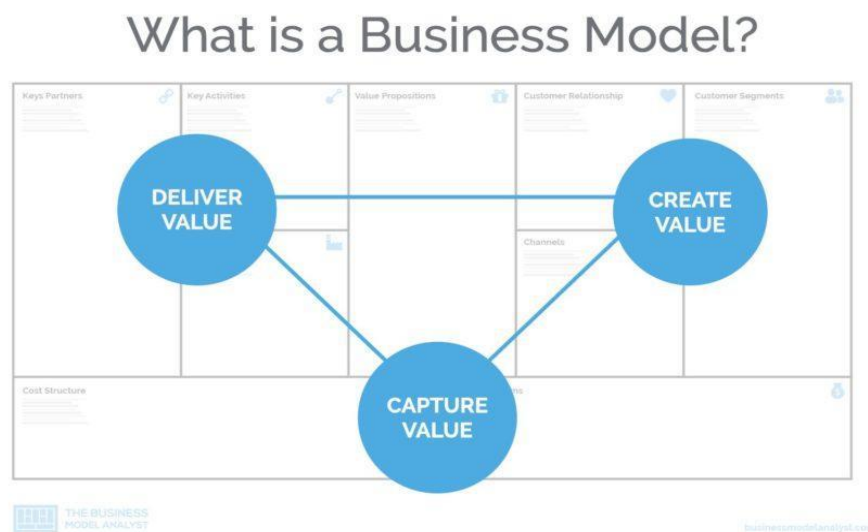 What is a Business Model?
Keys Partners
Key Activities
Value Propositions
Customer Relationship
Customer Segments
DELIVER
VALUE
CREATE
VALUE
Channels
Cost Structure
ns
CAPTURE
VALUE
THE BUSINESS
MODEL ANALYST